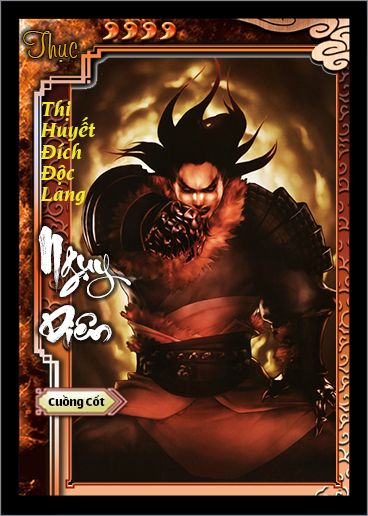 Thục
Thị
Huyết
Đích
Độc
Lang
Ngụy
Diên
Cuồng Cốt